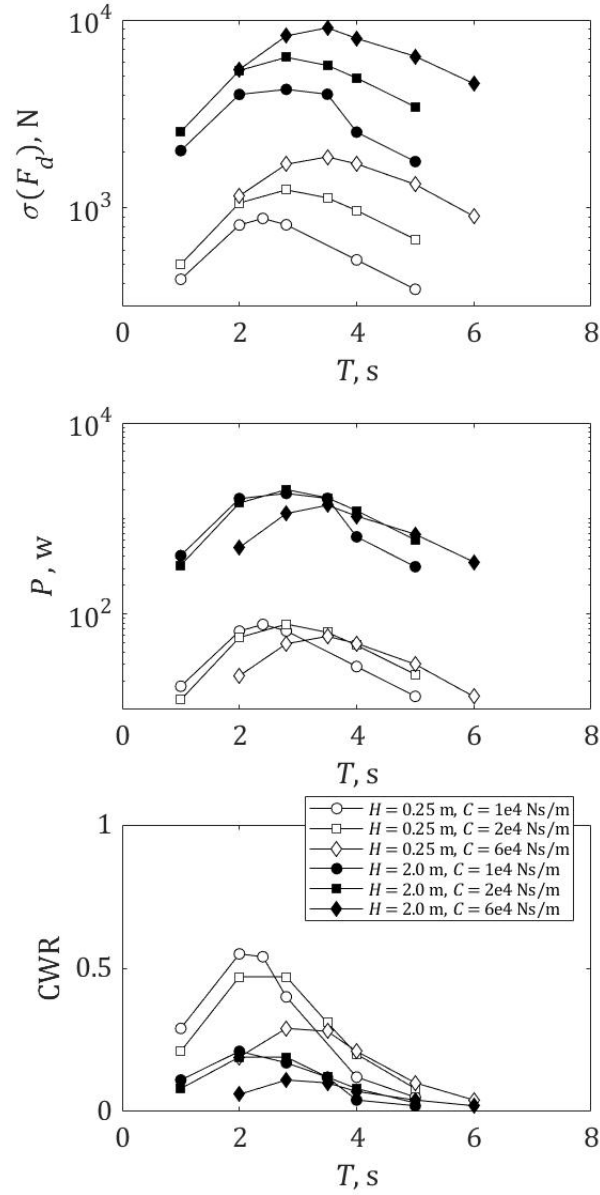 10^4
σ(F_d), N
10^3
0 2 4 6 8
T, s
10^4
P , w
10^2
0 2 4 6 8
T, s
1
H = 0.25 m, C = 1e4 Ns/m
H = 0.25 m, C = 2e4 Ns/m
H = 0.25 m, C = 6e4 Ns/m
H = 2.0 m, C = 1e4 Ns/m
H = 2.0 m, C = 2e4 Ns/m
H = 2.0 m, C = 6e4 Ns/m
CWR
0.5
0
0 2 4 6 8
T, s